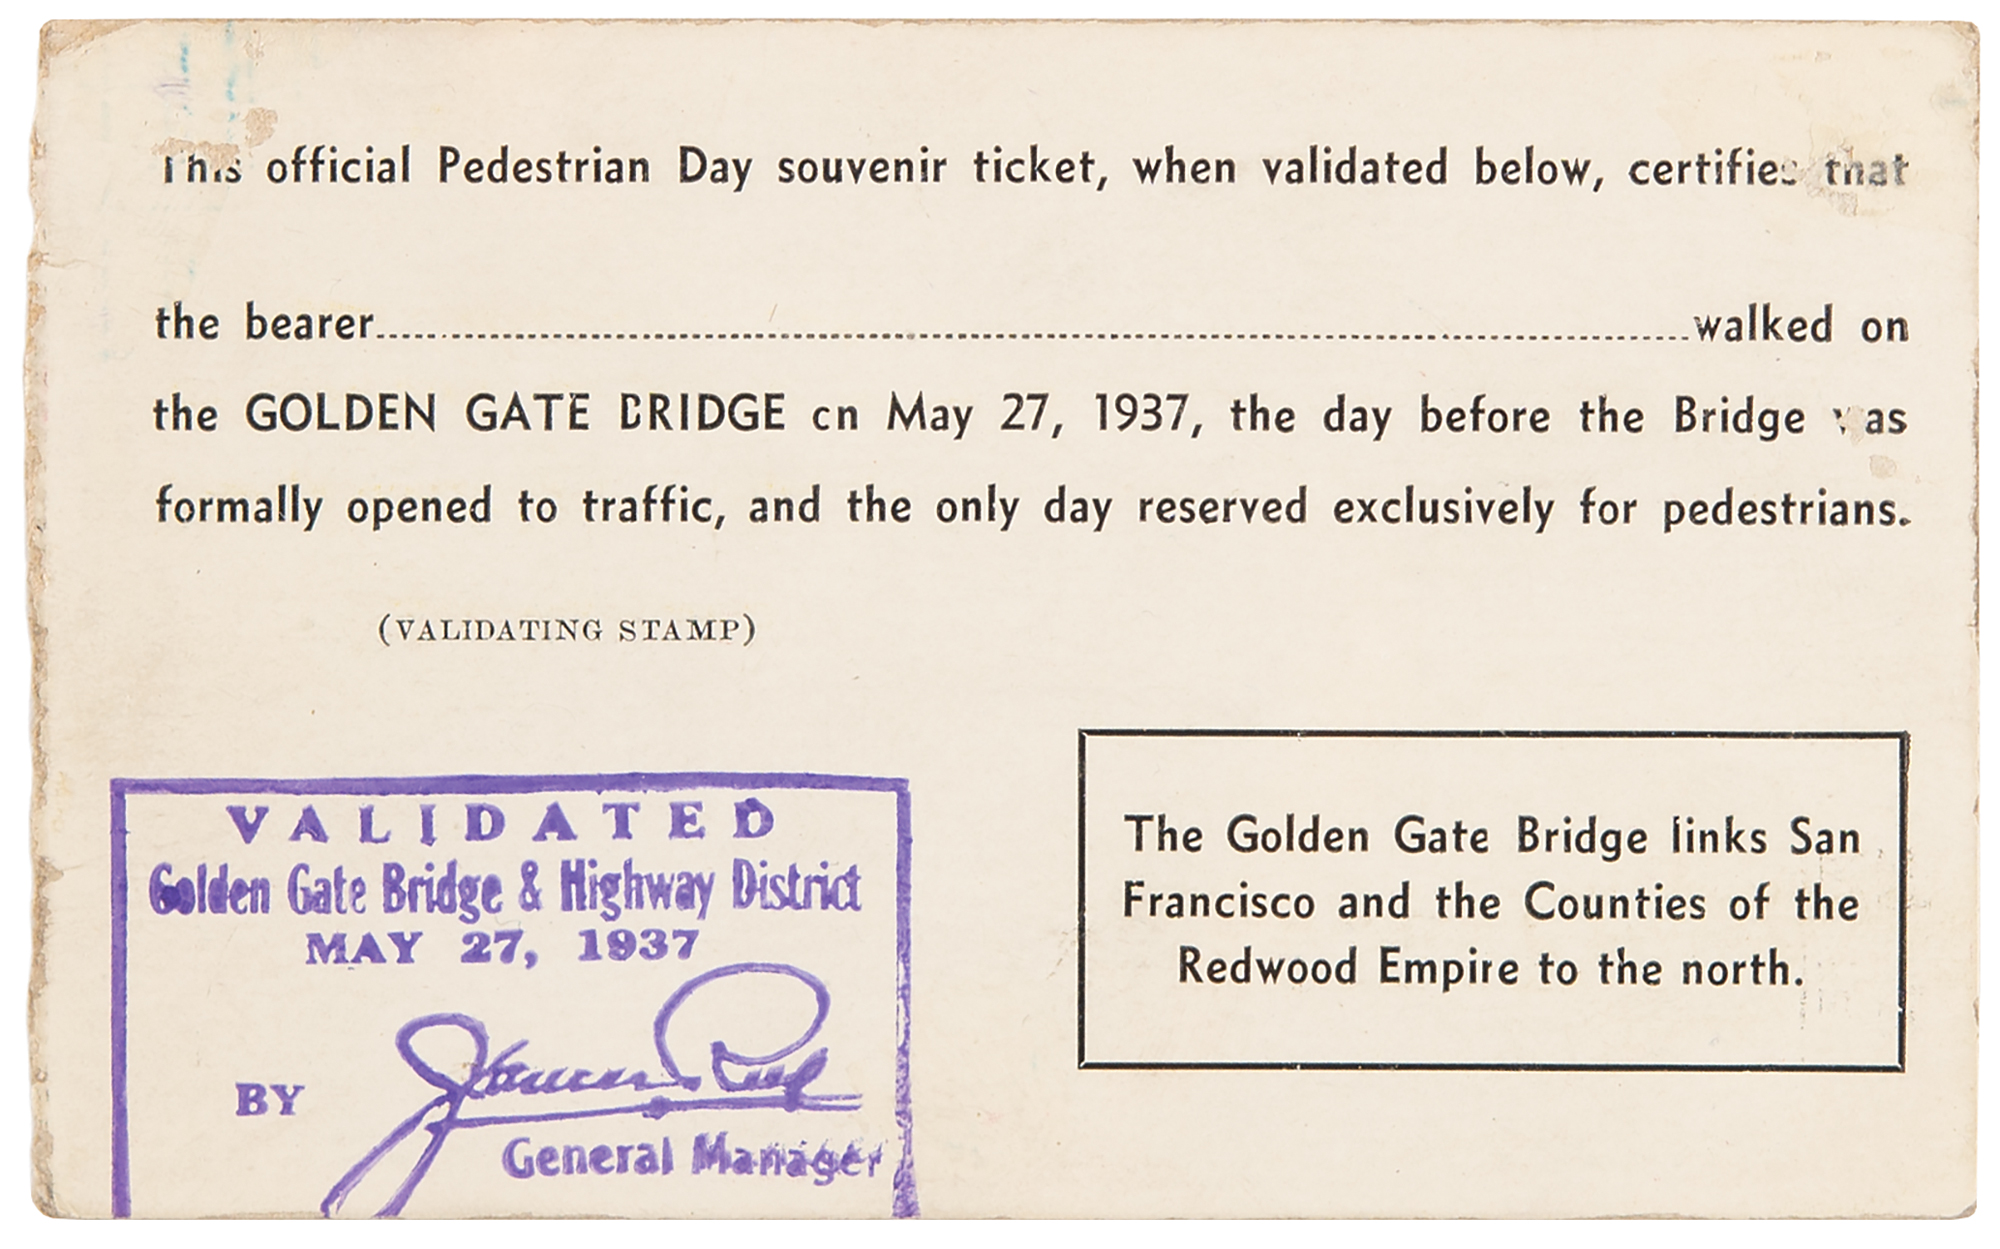 This official Pedestrian Day souvenir ticket, when validated below, certifies that
the bearer..........walked on
the GOLDEN GATE BRIDGE on May 27, 1937, the day before the Bridge was
formally opened to traffic, and the only day reserved exclusively for pedestrians.
(VALIDATING STAMP)
VALIDATED
Golden Gate Bridge & Highway District
MAY 27, 1937
BY
General Manager
The Golden Gate Bridge links San
Francisco and the Counties of the
Redwood Empire to the north.